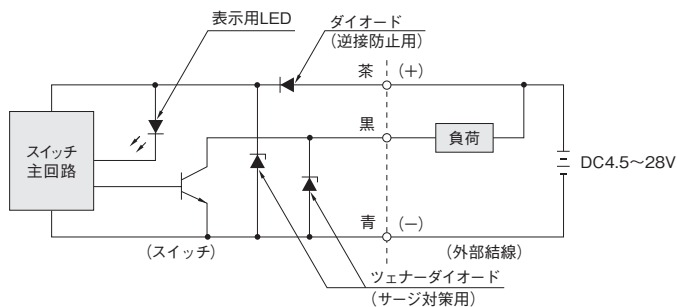 表示用LED
ダイオード
(逆接防止用)
茶 (+)
黒
負荷
スイッチ
主回路
DC4.5〜28V
青 (−)
(スイッチ)
(外部結線)
ツェナーダイオード
(サージ対策用)